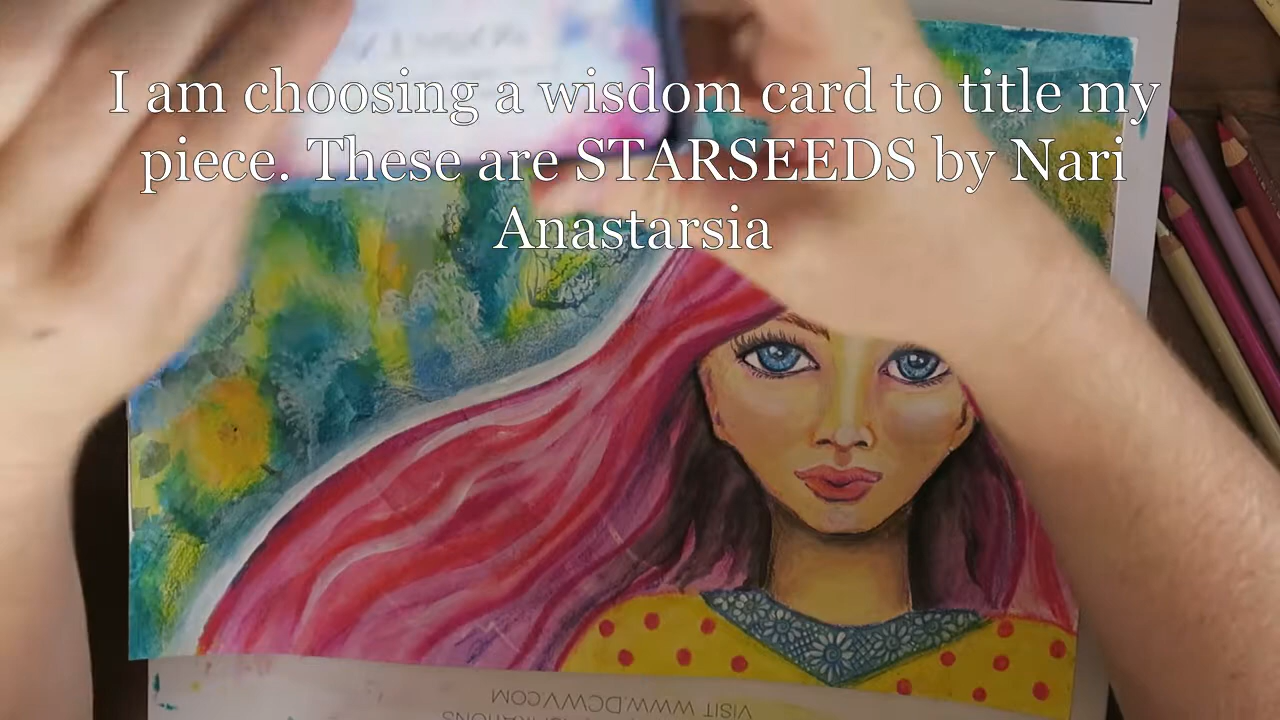 I am choosing a wisdom card to title my
piece. These are STARSEEDS by Nari
Anastarsia
VISIT WWW.DCWV.COM